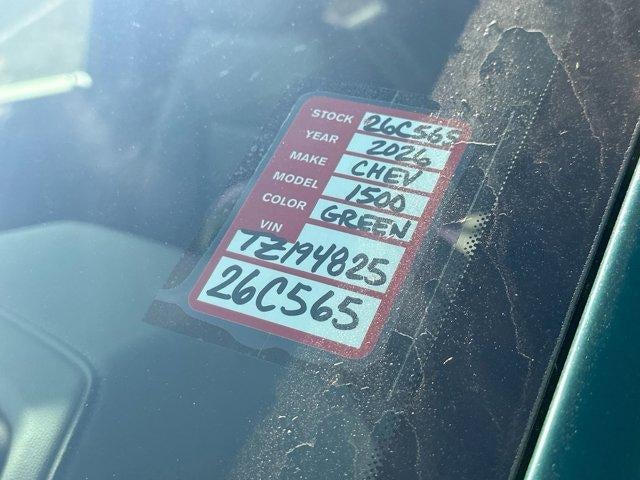 STOCK 26C565
YEAR 2026
MAKE CHEV
MODEL 1500
COLOR GREEN
VIN
TZ194825
26C565